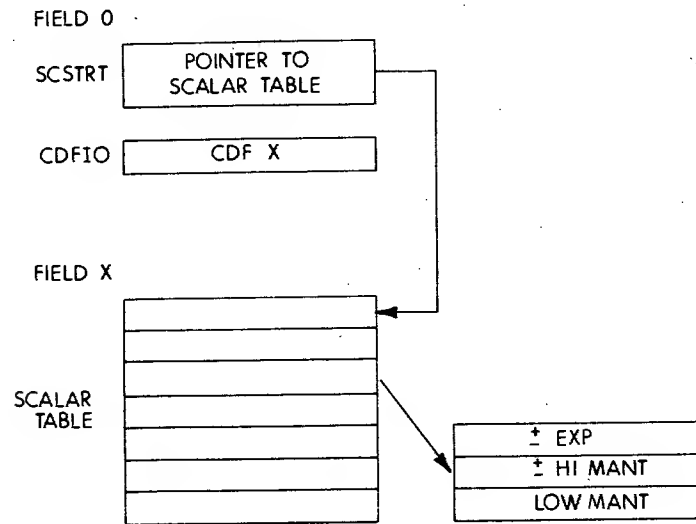 FIELD 0
SCSTRT
POINTER TO
SCALAR TABLE
CDFIO
CDF X
FIELD X
SCALAR
TABLE
± EXP
± HI MANT
LOW MANT